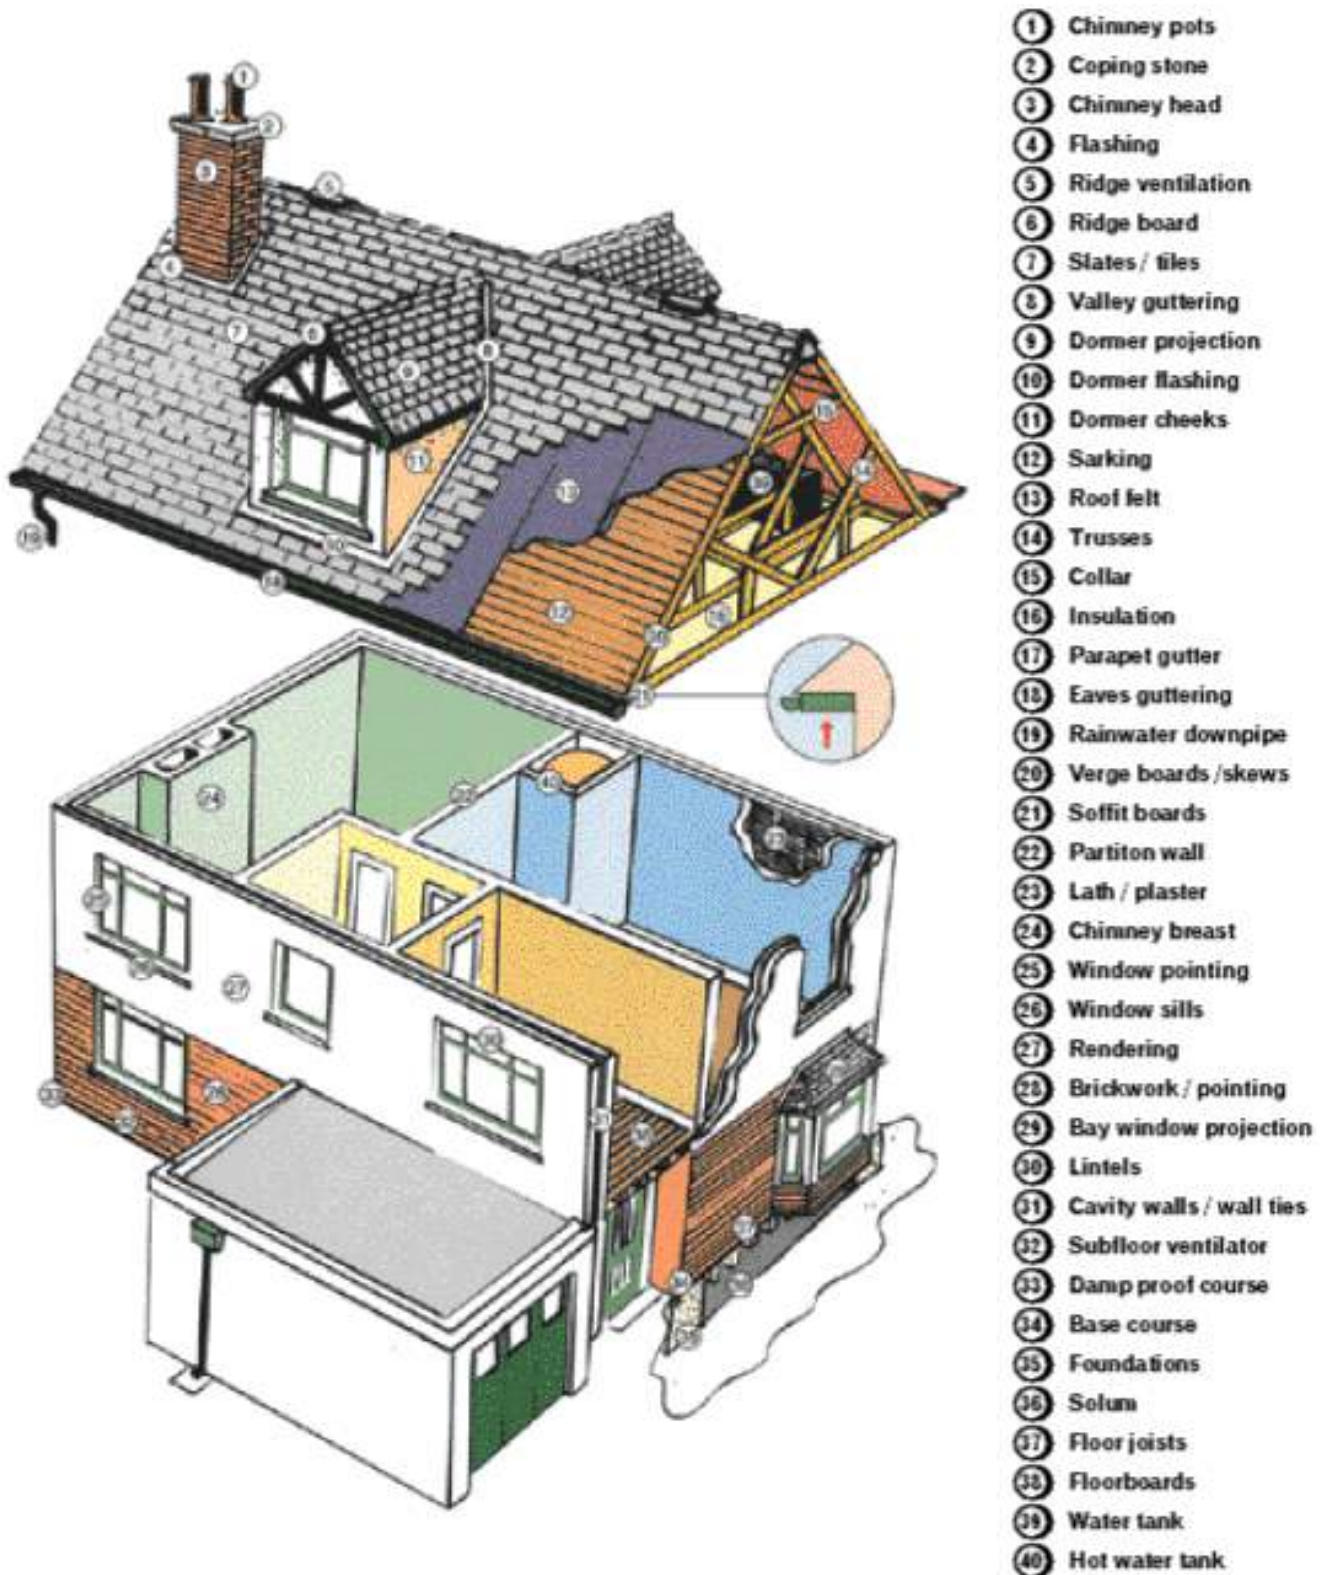 1 Chimney pots
2 Coping stone
3 Chimney head
4 Flashing
5 Ridge ventilation
6 Ridge board
7 Slates / tiles
8 Valley guttering
9 Dormer projection
10 Dormer flashing
11 Dormer cheeks
12 Sarking
13 Roof felt
14 Trusses
15 Collar
16 Insulation
17 Parapet gutter
18 Eaves guttering
19 Rainwater downpipe
20 Verge boards / skews
21 Soffit boards
22 Partiton wall
23 Lath / plaster
24 Chimney breast
25 Window pointing
26 Window sills
27 Rendering
28 Brickwork / pointing
29 Bay window projection
30 Lintels
31 Cavity walls / wall ties
32 Subfloor ventilator
33 Damp proof course
34 Base course
35 Foundations
36 Solum
37 Floor joists
38 Floorboards
39 Water tank
40 Hot water tank